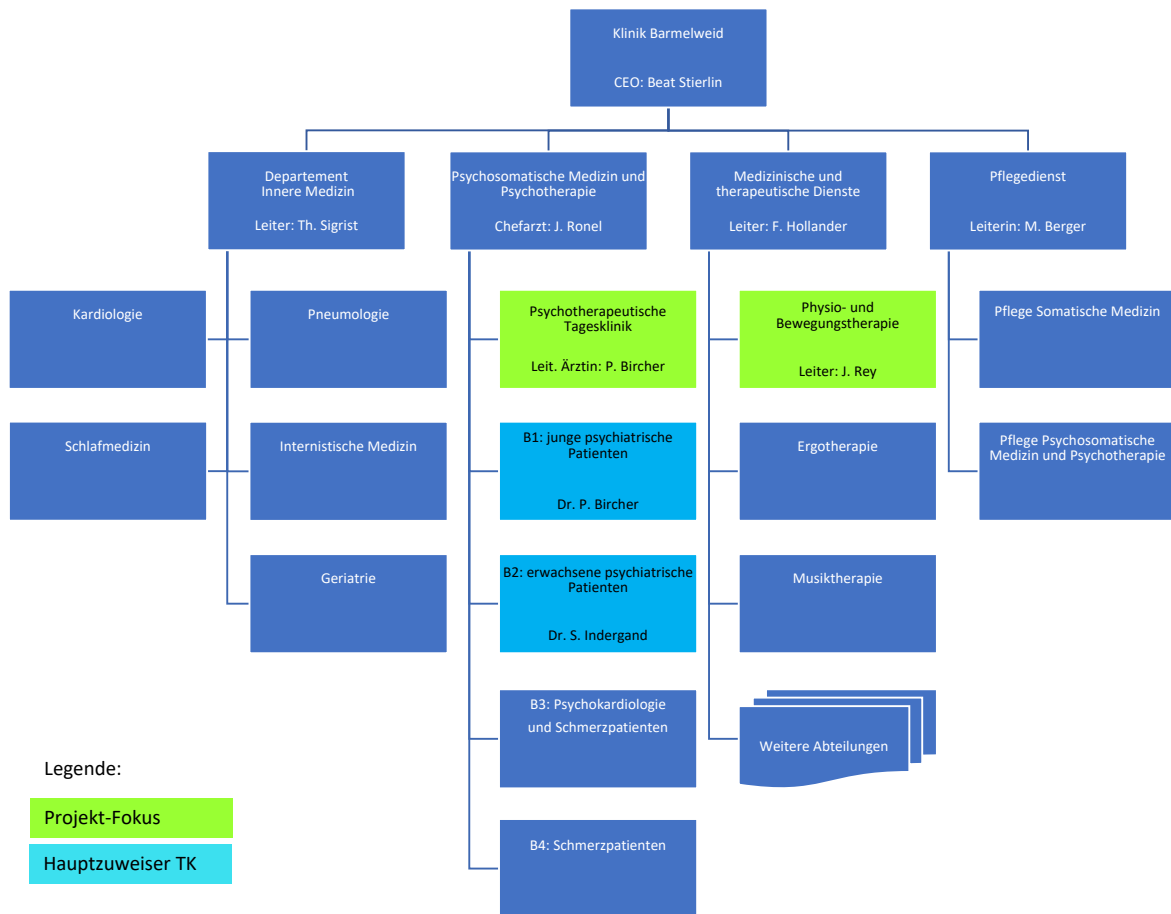 Klinik Barmelweid
CEO: Beat Stierlin
Departement
Innere Medizin
Leiter: Th. Sigrist
Psychosomatische Medizin und
Psychotherapie
Chefarzt: J. Ronel
Medizinische und
therapeutische Dienste
Leiter: F. Hollander
Pflegedienst
Leiterin: M. Berger
Kardiologie
Pneumologie
Psychotherapeutische
Tagesklinik
Leit. Ärztin: P. Bircher
Physio- und
Bewegungstherapie
Leiter: J. Rey
Pflege Somatische Medizin
Schlafmedizin
Internistische Medizin
B1: junge psychiatrische
Patienten
Dr. P. Bircher
Ergotherapie
Pflege Psychosomatische
Medizin und Psychotherapie
Geriatrie
B2: erwachsene psychiatrische
Patienten
Dr. S. Indergand
Musiktherapie
B3: Psychokardiologie
und Schmerzpatienten
Weitere Abteilungen
B4: Schmerzpatienten
Legende:
Projekt-Fokus
Hauptzuweiser TK